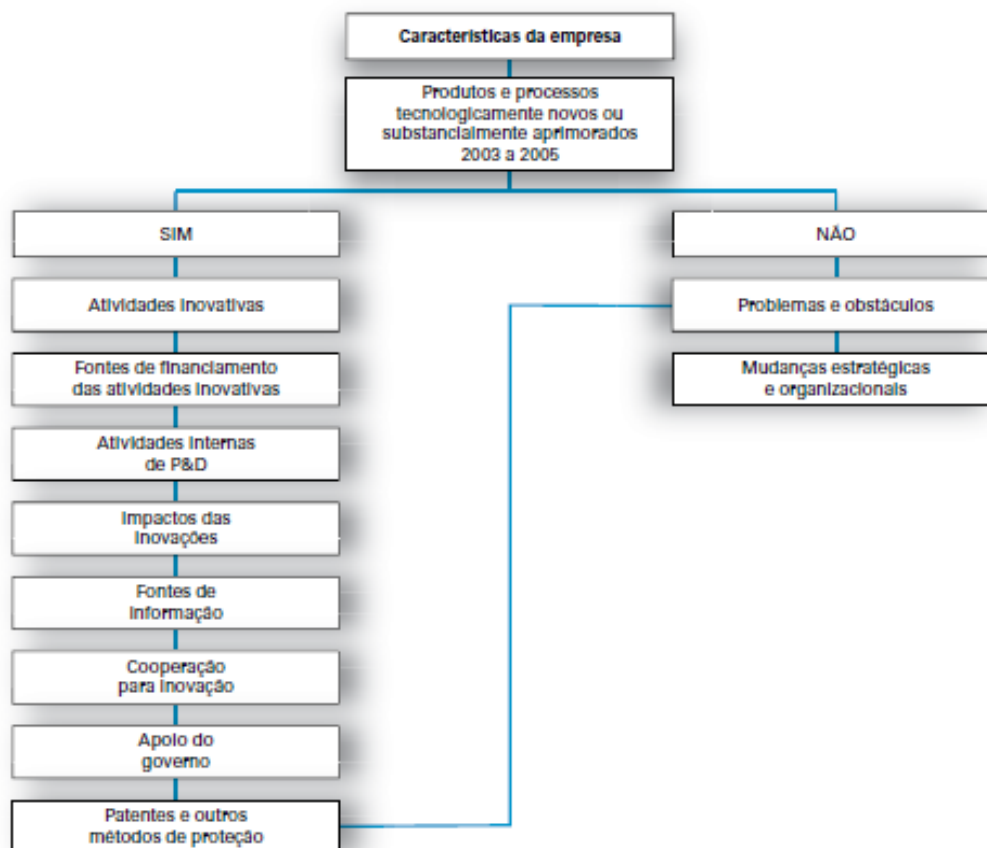 Características da empresa
Produtos e processos
tecnologicamente novos ou
substancialmente aprimorados
2003 a 2005
SIM
NÃO
Atividades inovativas
Problemas e obstáculos
Fontes de financiamento
das atividades inovativas
Mudanças estratégicas
e organizacionais
Atividades internas
de P&D
Impactos das
inovações
Fontes de
informação
Cooperação
para inovação
Apoio do
governo
Patentes e outros
métodos de proteção